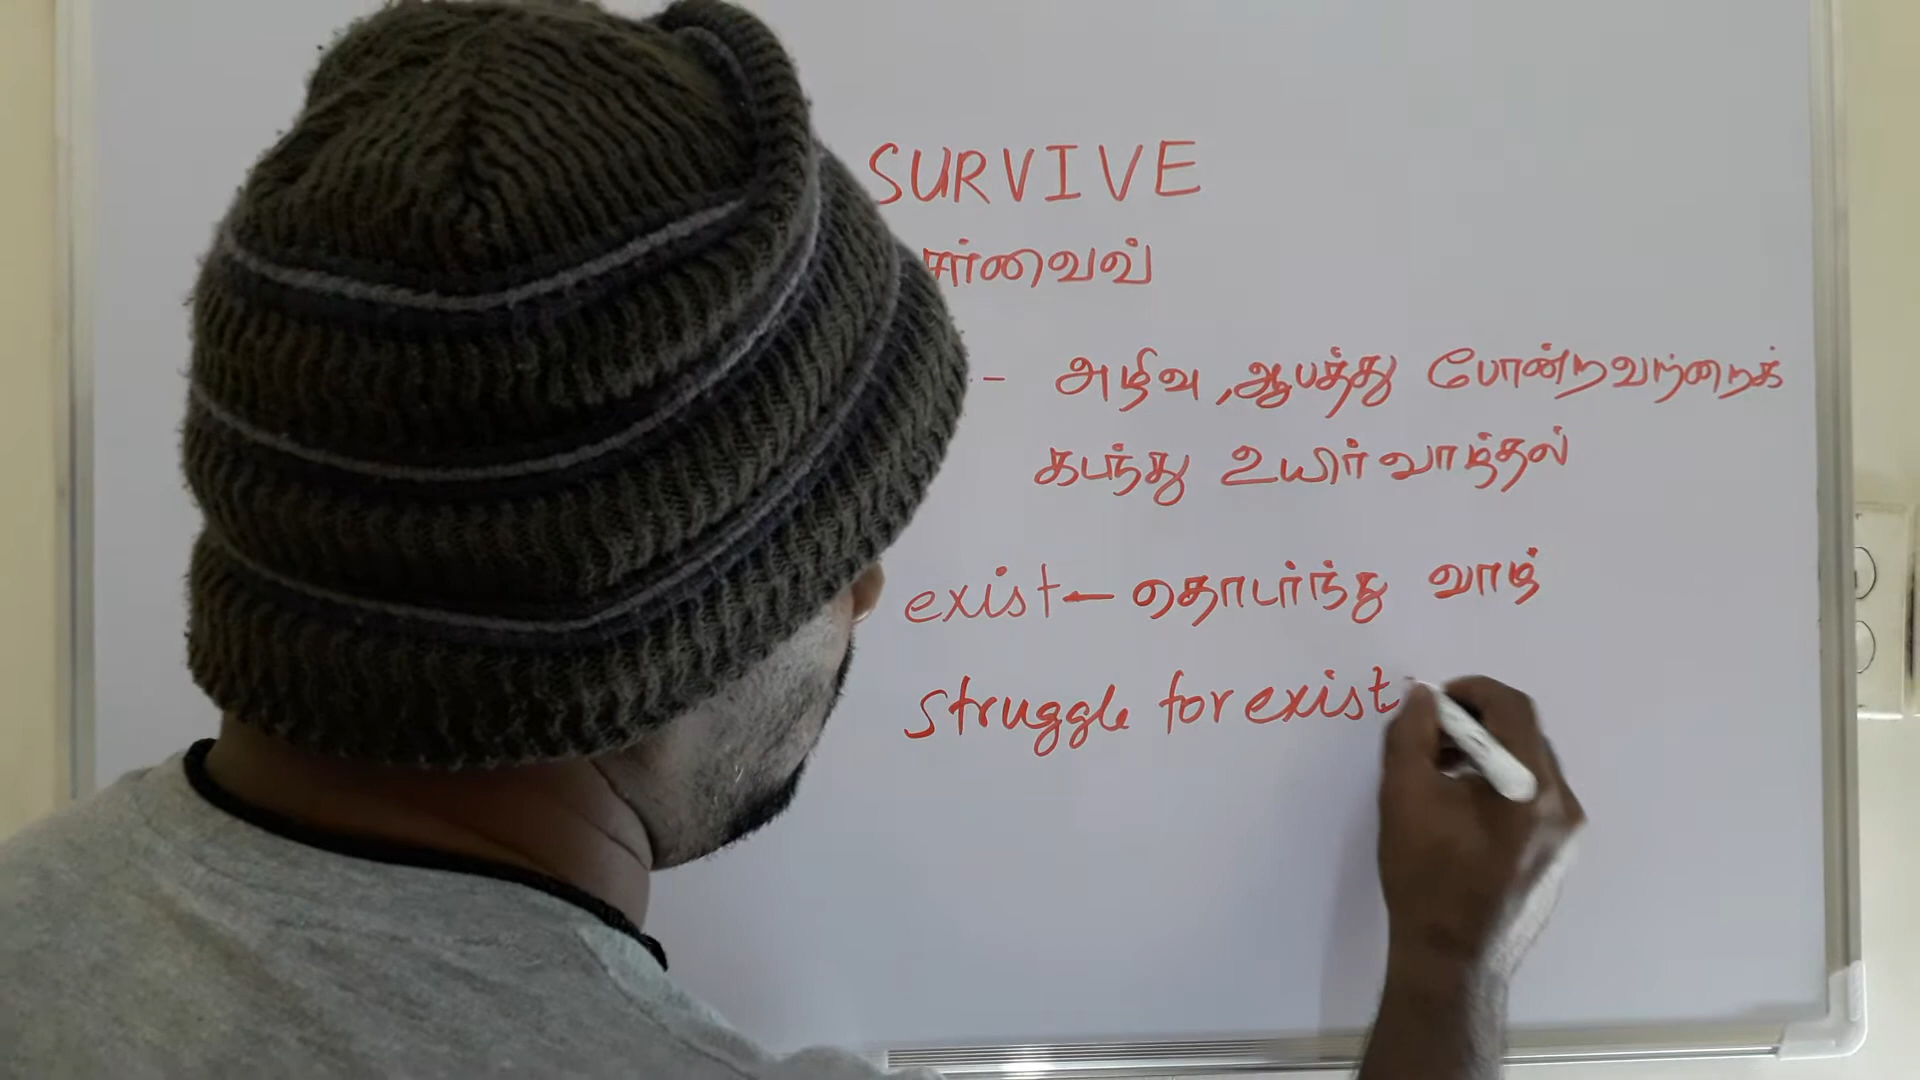 SURVIVE
சர்வைவ்
- அழிவு, ஆபத்து போன்றவற்றைக்
கடந்து உயிர் வாழ்தல்
exist - தொடர்ந்து வாழ்
struggle for exist